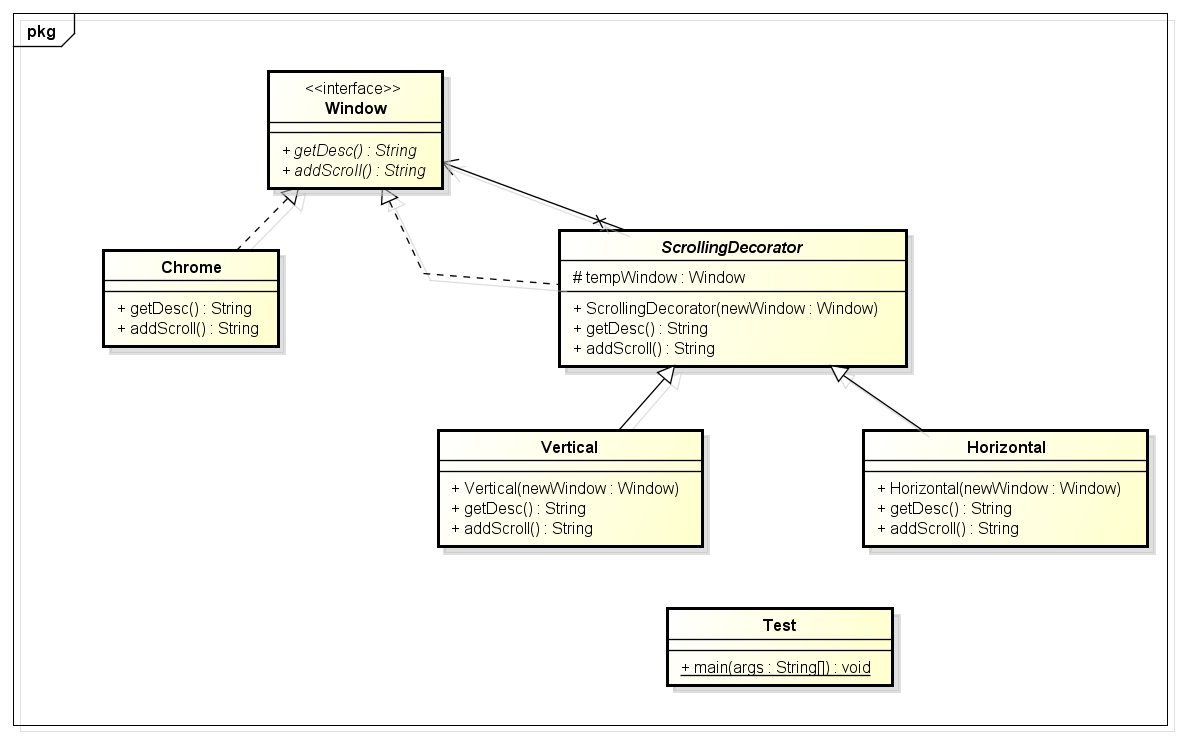 pkg
<<interface>>
Window
+ getDesc() : String
+ addScroll() : String
Chrome
+ getDesc() : String
+ addScroll() : String
ScrollingDecorator
# tempWindow : Window
+ ScrollingDecorator(newWindow : Window)
+ getDesc() : String
+ addScroll() : String
Vertical
+ Vertical(newWindow : Window)
+ getDesc() : String
+ addScroll() : String
Horizontal
+ Horizontal(newWindow : Window)
+ getDesc() : String
+ addScroll() : String
Test
+ main(args : String[]) : void